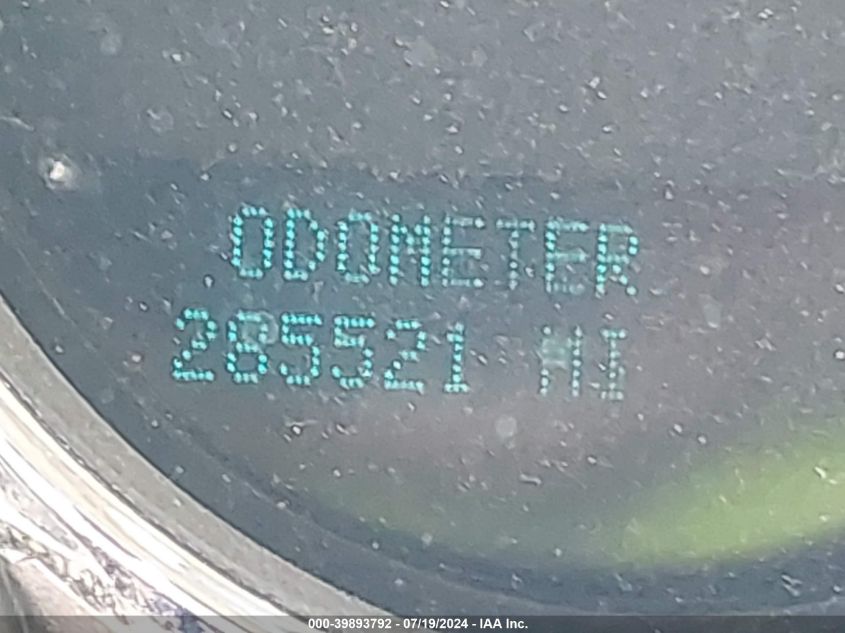 ODOMETER
285521 MI
000-39893792 - 07/19/2024 - IAA Inc.